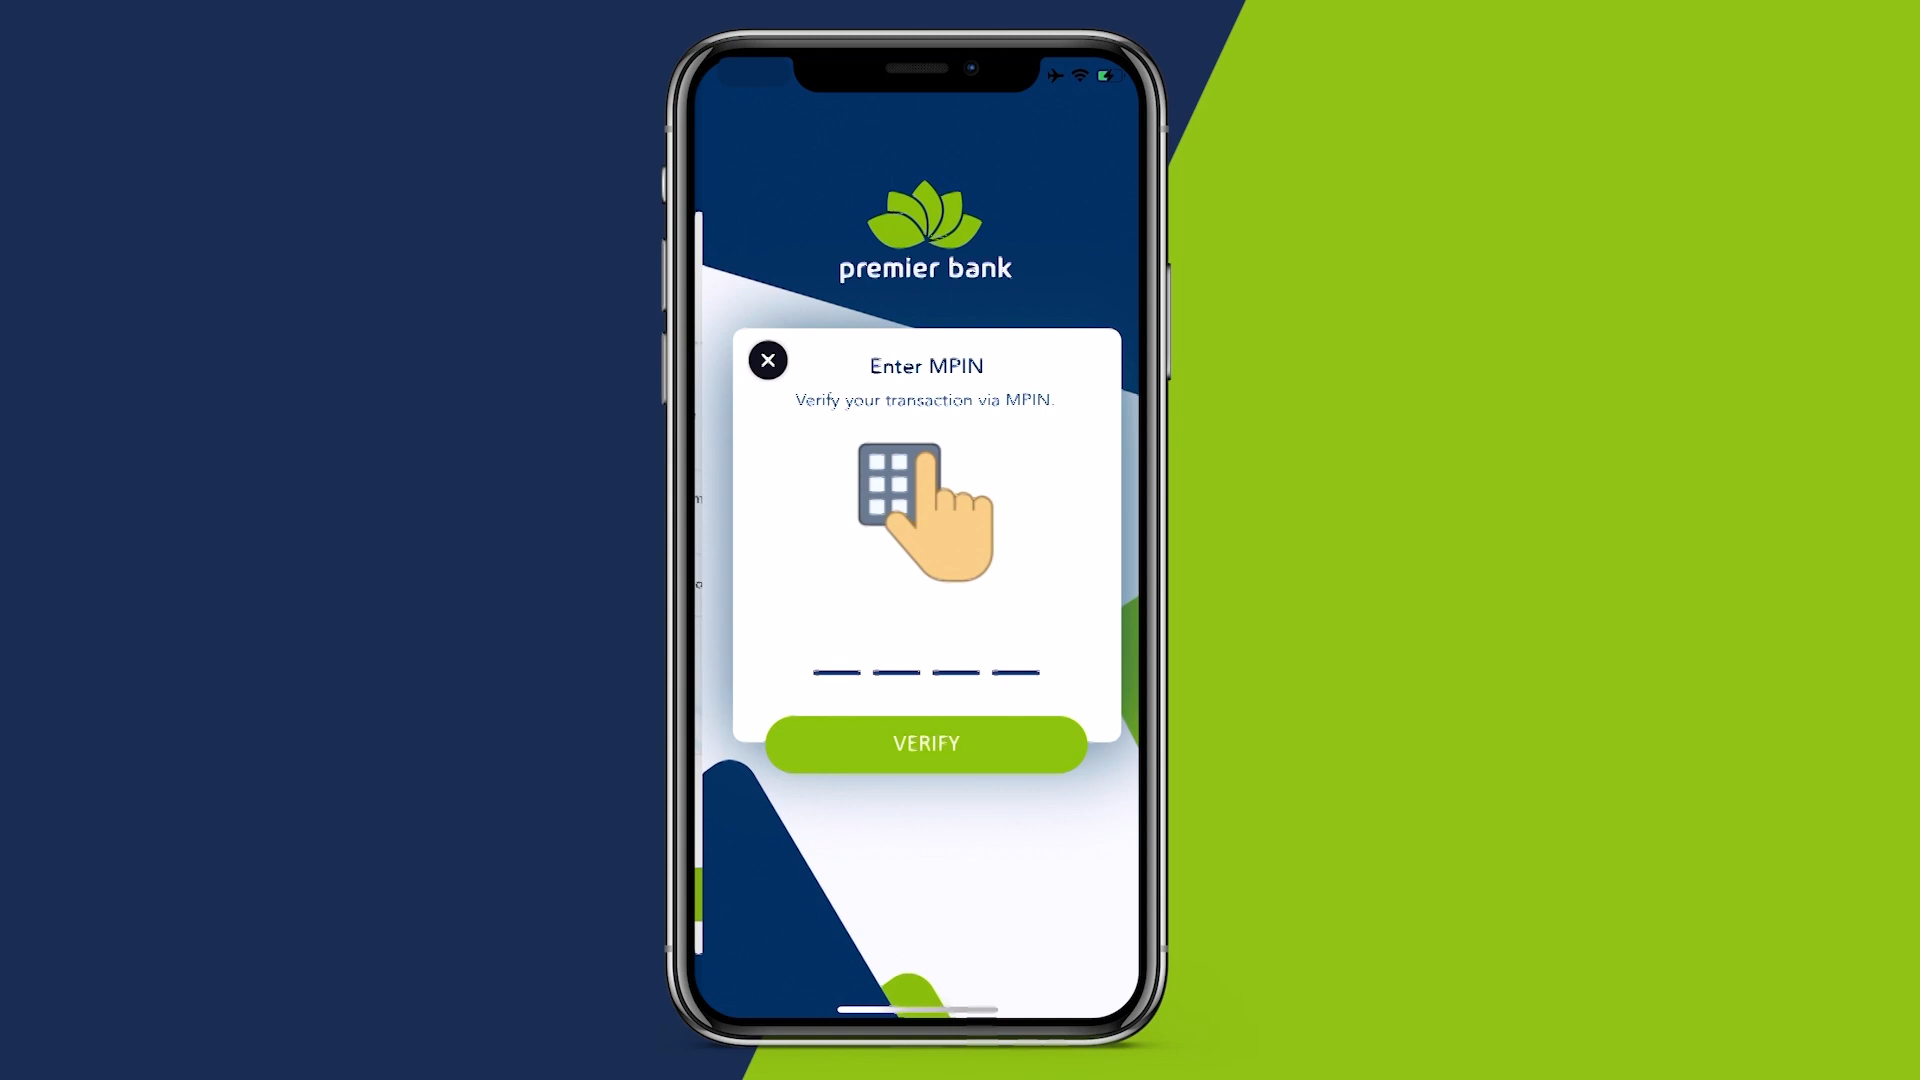 premier bank
Enter MPIN
Verify your transaction via MPIN.
VERIFY